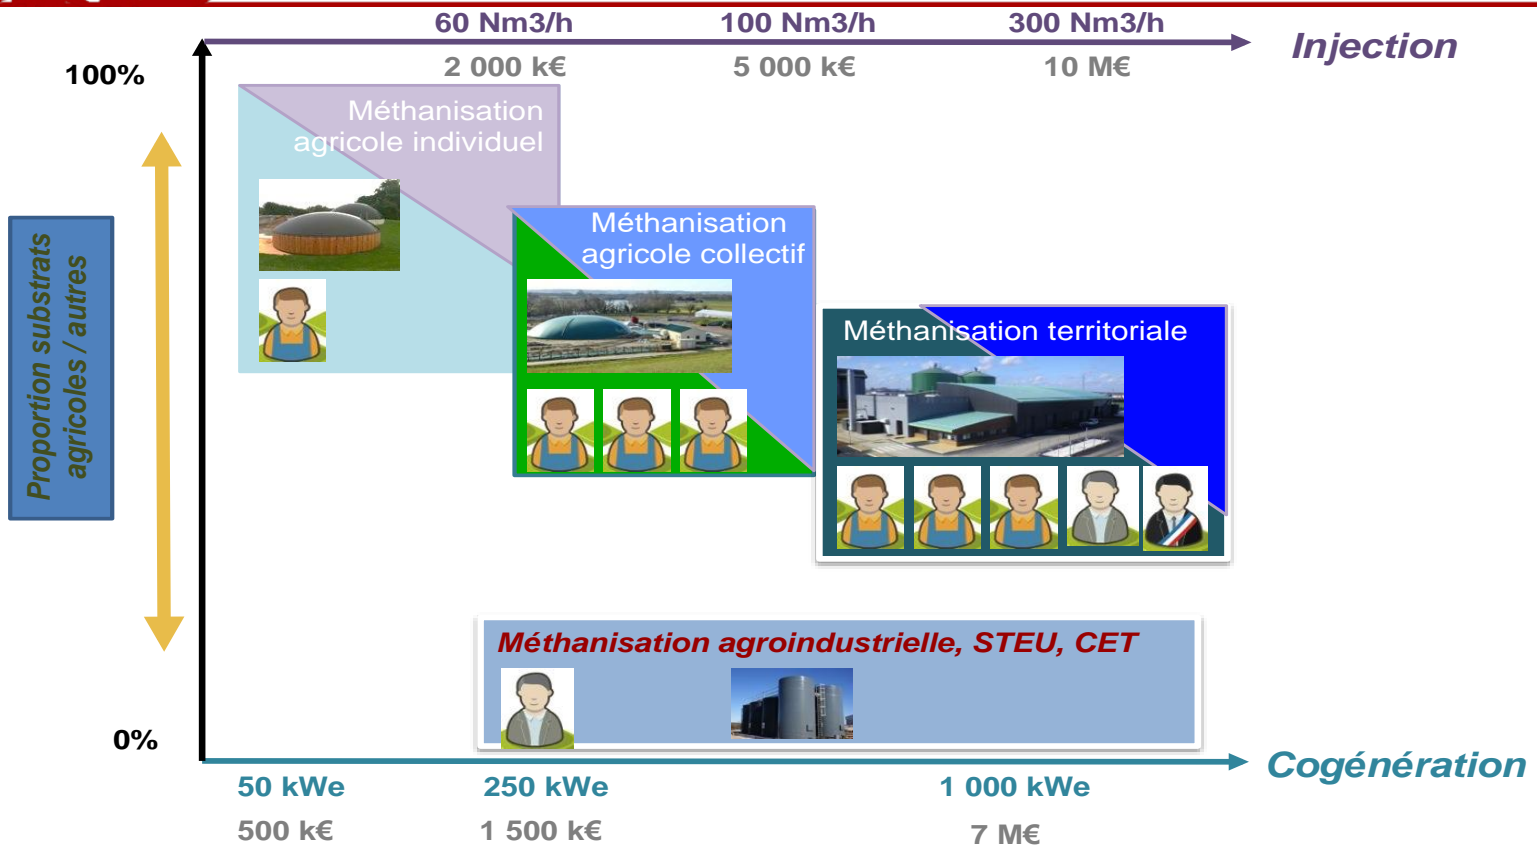 60 Nm3/h
100 Nm3/h
300 Nm3/h
Injection
2 000 k€
5 000 k€
10 M€
100%
Méthanisation
agricole individuel
Méthanisation
agricole collectif
Méthanisation territoriale
Proportion substrats
agricoles / autres
Méthanisation agroindustrielle, STEU, CET
0%
Cogénération
50 kWe
250 kWe
1 000 kWe
500 k€
1 500 k€
7 M€